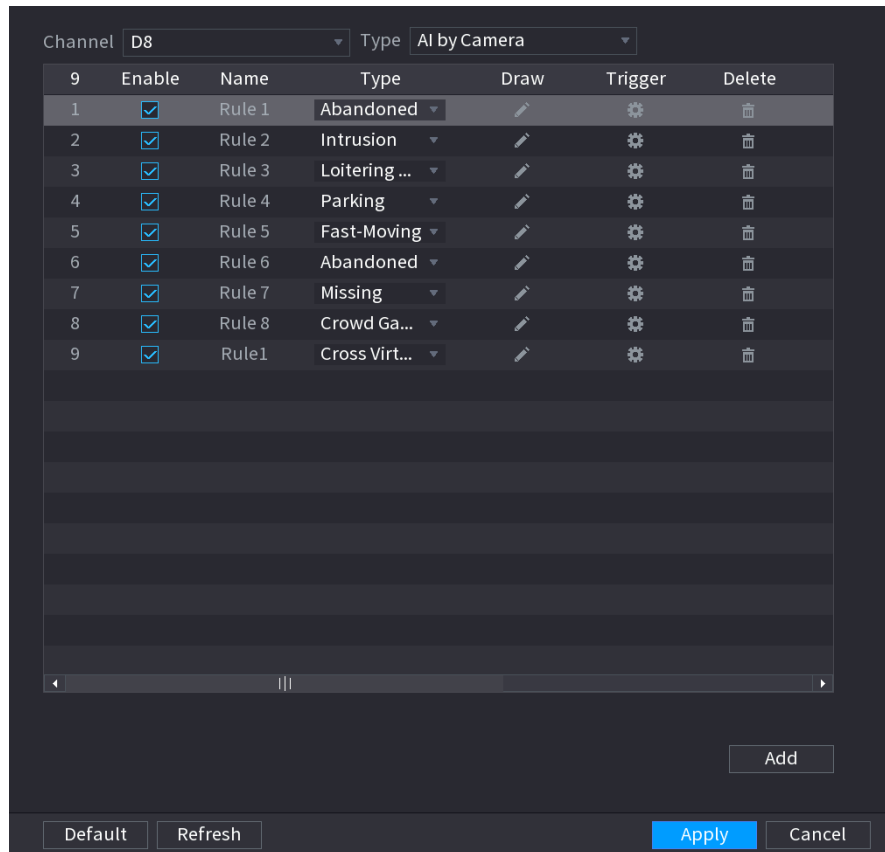 Channel D8 Type AI by Camera
9 Enable Name Type Draw Trigger Delete
1 Rule 1 Abandoned
2 Rule 2 Intrusion
3 Rule 3 Loitering ...
4 Rule 4 Parking
5 Rule 5 Fast-Moving
6 Rule 6 Abandoned
7 Rule 7 Missing
8 Rule 8 Crowd Ga...
9 Rule1 Cross Virt...
Add
Default Refresh Apply Cancel